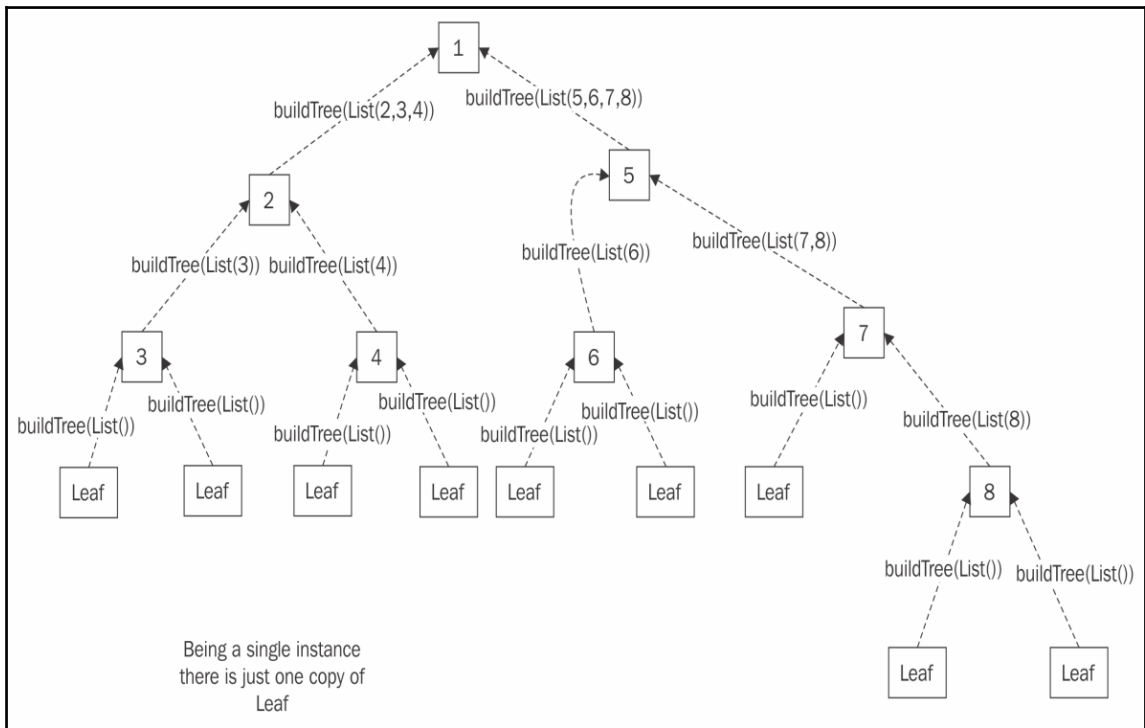 1
buildTree(List(2,3,4))
buildTree(List(5,6,7,8))
2
5
buildTree(List(3))
buildTree(List(4))
buildTree(List(6))
buildTree(List(7,8))
3
4
6
7
buildTree(List())
buildTree(List())
buildTree(List())
buildTree(List())
buildTree(List())
buildTree(List())
buildTree(List())
buildTree(List(8))
Leaf
Leaf
Leaf
Leaf
Leaf
Leaf
Leaf
8
buildTree(List())
buildTree(List())
Leaf
Leaf
Being a single instance
there is just one copy of
Leaf